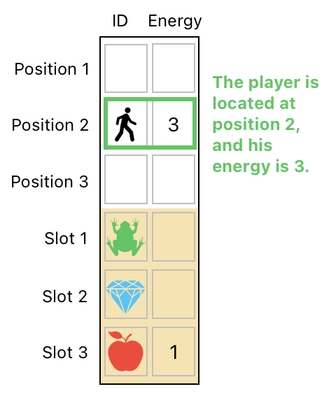 ID Energy
Position 1
Position 2 3
Position 3
Slot 1
Slot 2
Slot 3 1
The player is
located at
position 2,
and his
energy is 3.